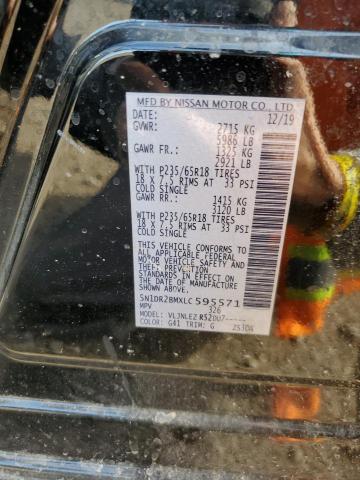 MFD BY NISSAN MOTOR CO., LTD
DATE: 12/19
GVWR: 2715 KG
5986 LB
GAWR FR.: 1325 KG
2921 LB
WITH P235/65R18 TIRES
18 X 7.5 RIMS AT 33 PSI
COLD SINGLE
GAWR RR.: 1415 KG
3120 LB
WITH P235/65R18 TIRES
18 X 7.5 RIMS AT 33 PSI
COLD SINGLE
THIS VEHICLE CONFORMS TO
ALL APPLICABLE FEDERAL
MOTOR VEHICLE SAFETY AND
THEFT PREVENTION
STANDARDS IN EFFECT ON
THE DATE OF MANUFACTURE
SHOWN ABOVE.
5N1DR2BMXLC595571
MPV 326
MODEL: VLJNLEZ R52DU7-----
COLOR: G41 TRIM: G 253DA